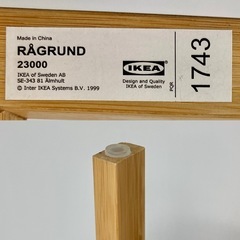 Made in China
RÅGRUND
23000
IKEA of Sweden AB
SE-343 81 Älmhult
© Inter IKEA Systems B.V. 1999
IKEA
Design and Quality
IKEA of Sweden
PQR
1743